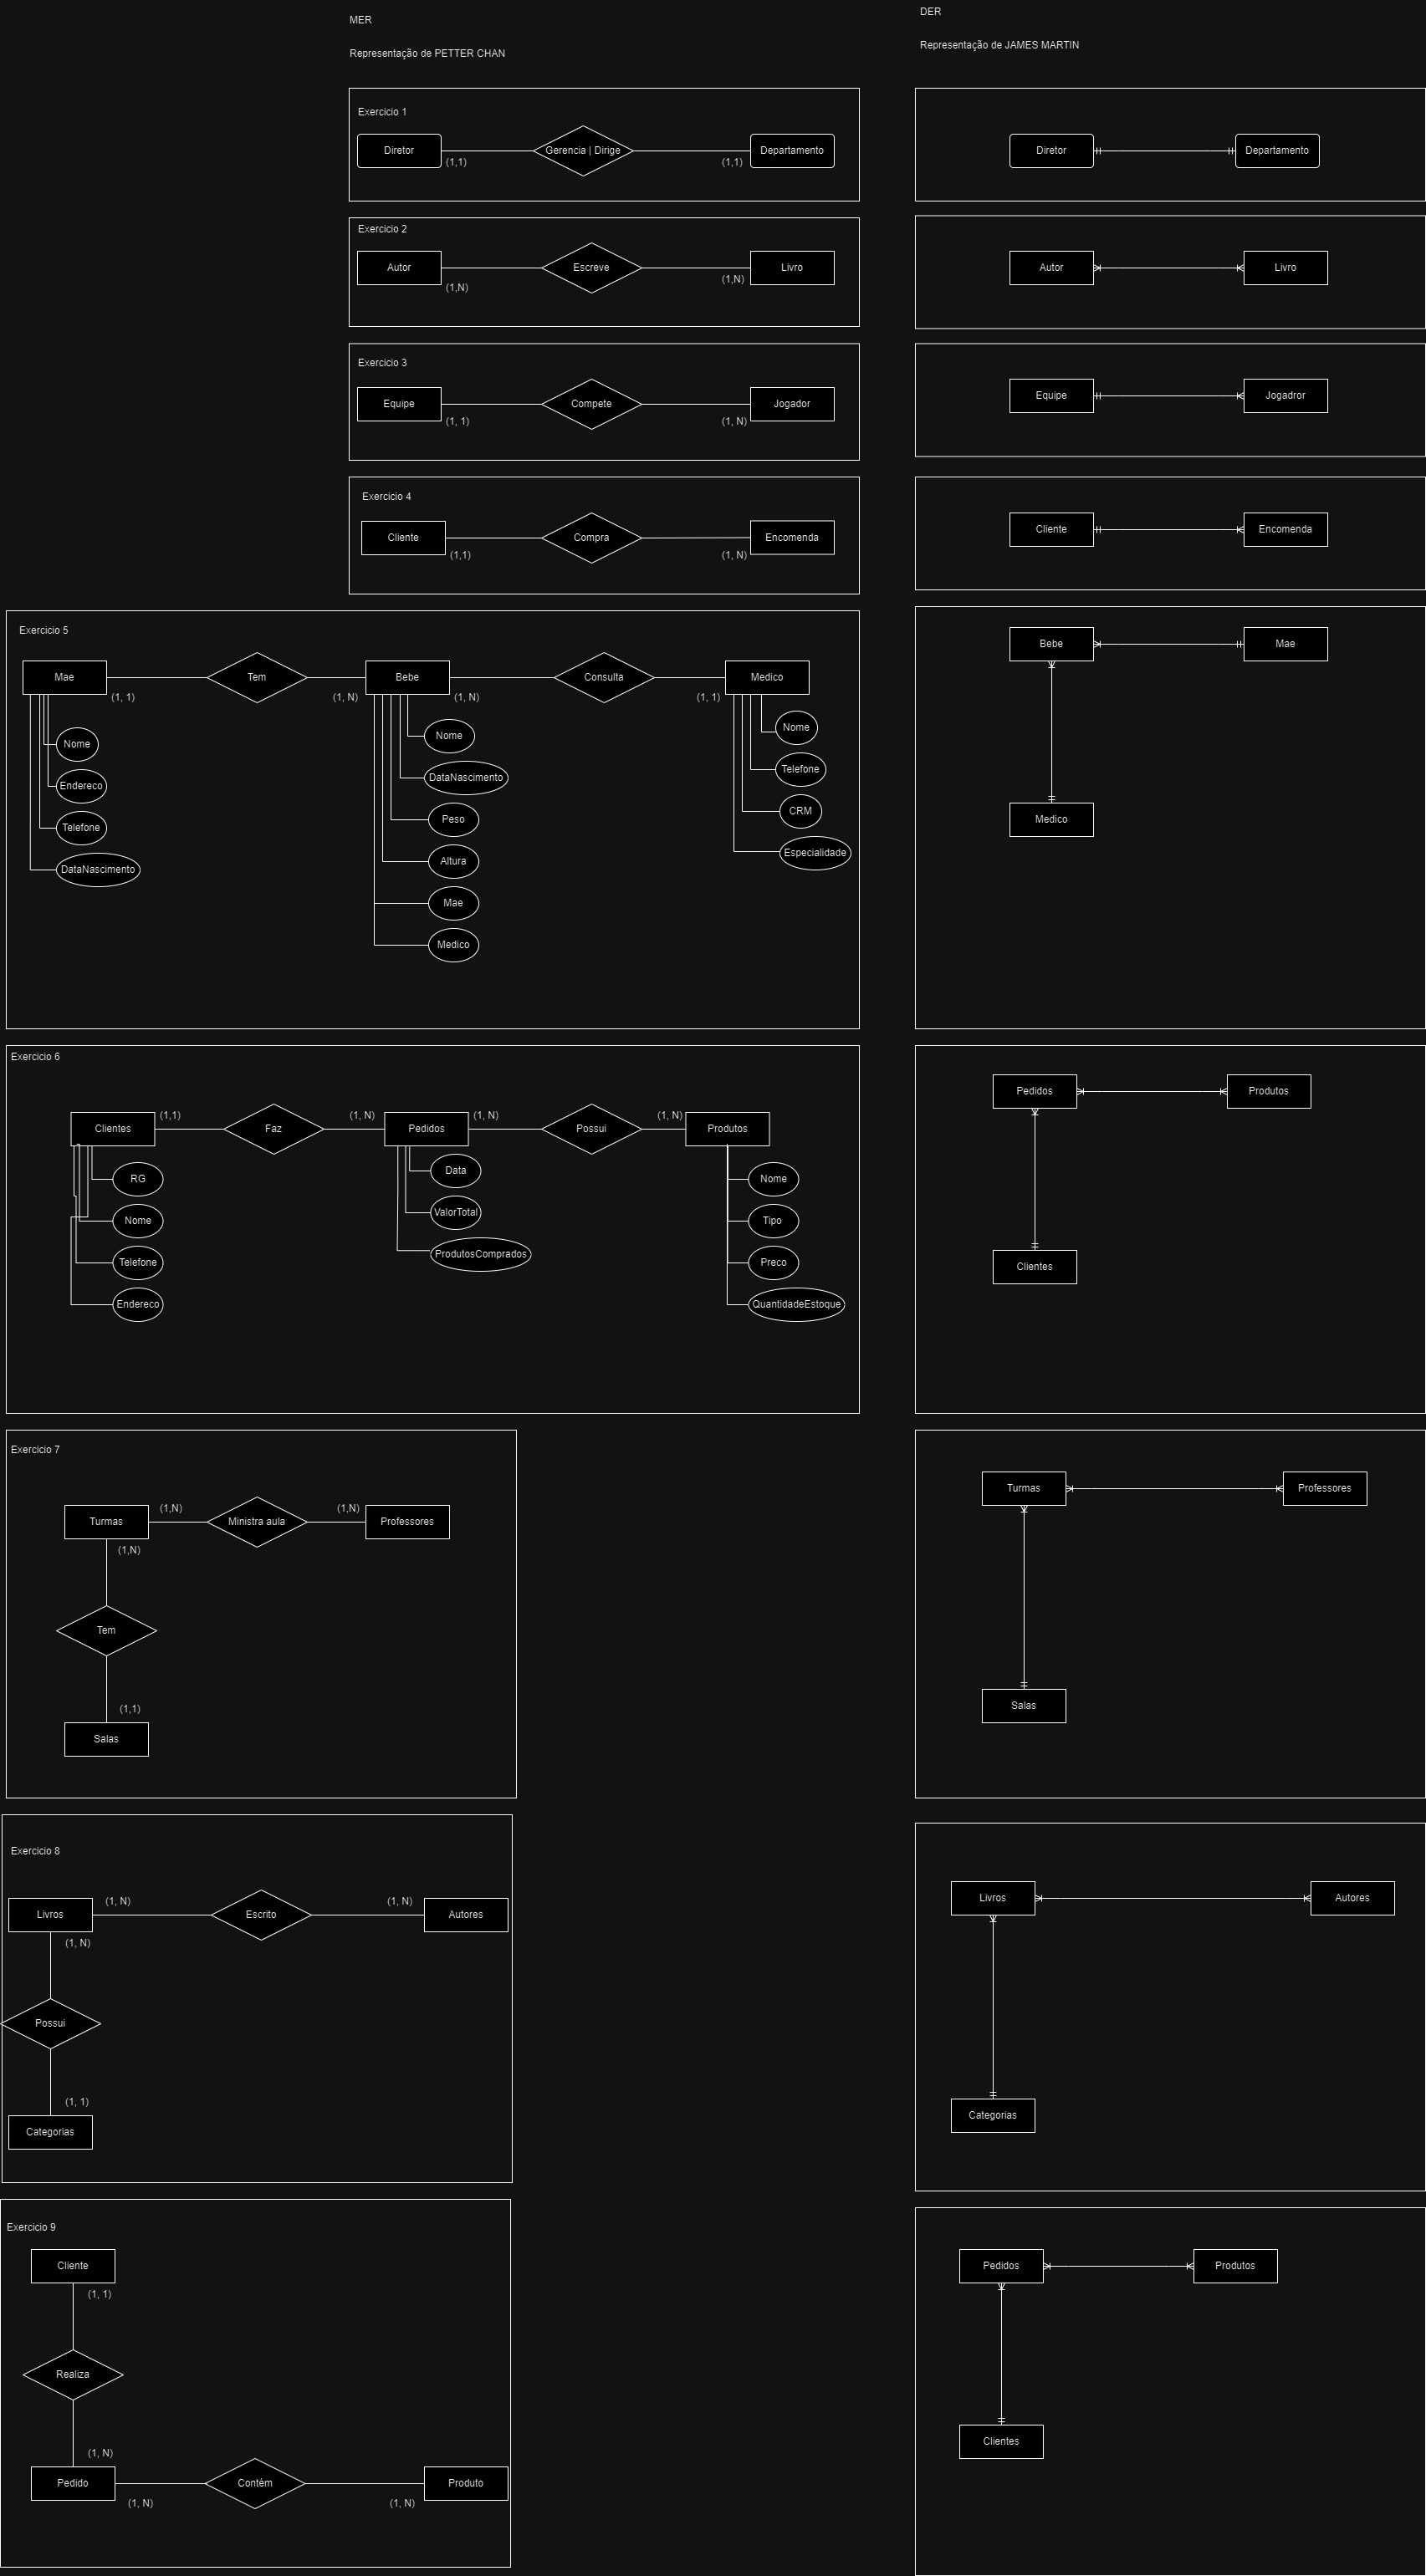 MER
Representação de PETTER CHAN
DER
Representação de JAMES MARTIN
Exercicio 1
Diretor
(1,1)
Gerencia | Dirige
(1,1)
Departamento
Diretor
Departamento
Exercicio 2
Autor
(1,N)
Escreve
(1,N)
Livro
Autor
Livro
Exercicio 3
Equipe
(1, 1)
Compete
(1, N)
Jogador
Equipe
Jogadror
Exercicio 4
Cliente
(1,1)
Compra
(1, N)
Encomenda
Cliente
Encomenda
Exercicio 5
Mae
(1, 1)
Tem
(1, N)
Bebe
(1, N)
Consulta
(1, 1)
Medico
Nome
Endereco
Telefone
DataNascimento
Nome
DataNascimento
Peso
Altura
Mae
Medico
Nome
Telefone
CRM
Especialidade
Bebe
Mae
Medico
Exercicio 6
Clientes
(1,1)
Faz
(1, N)
Pedidos
(1, N)
Possui
(1, N)
Produtos
RG
Nome
Telefone
Endereco
Data
ValorTotal
ProdutosComprados
Nome
Tipo
Preco
QuantidadeEstoque
Pedidos
Produtos
Clientes
Exercicio 7
Turmas
(1,N)
Ministra aula
(1,N)
Professores
(1,N)
Tem
(1,1)
Salas
Turmas
Professores
Salas
Exercicio 8
Livros
(1, N)
Escrito
(1, N)
Autores
(1, N)
Possui
(1, 1)
Categorias
Livros
Autores
Categorias
Exercicio 9
Cliente
(1, 1)
Realiza
(1, N)
Pedido
(1, N)
Contém
(1, N)
Produto
Pedidos
Produtos
Clientes